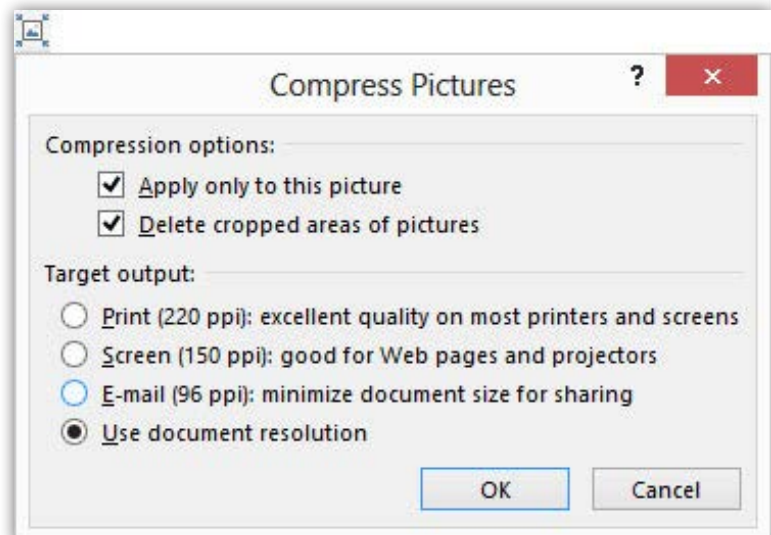 Compress Pictures
?
Compression options:
Apply only to this picture
Delete cropped areas of pictures
Target output:
Print (220 ppi): excellent quality on most printers and screens
Screen (150 ppi): good for Web pages and projectors
E-mail (96 ppi): minimize document size for sharing
Use document resolution
OK
Cancel